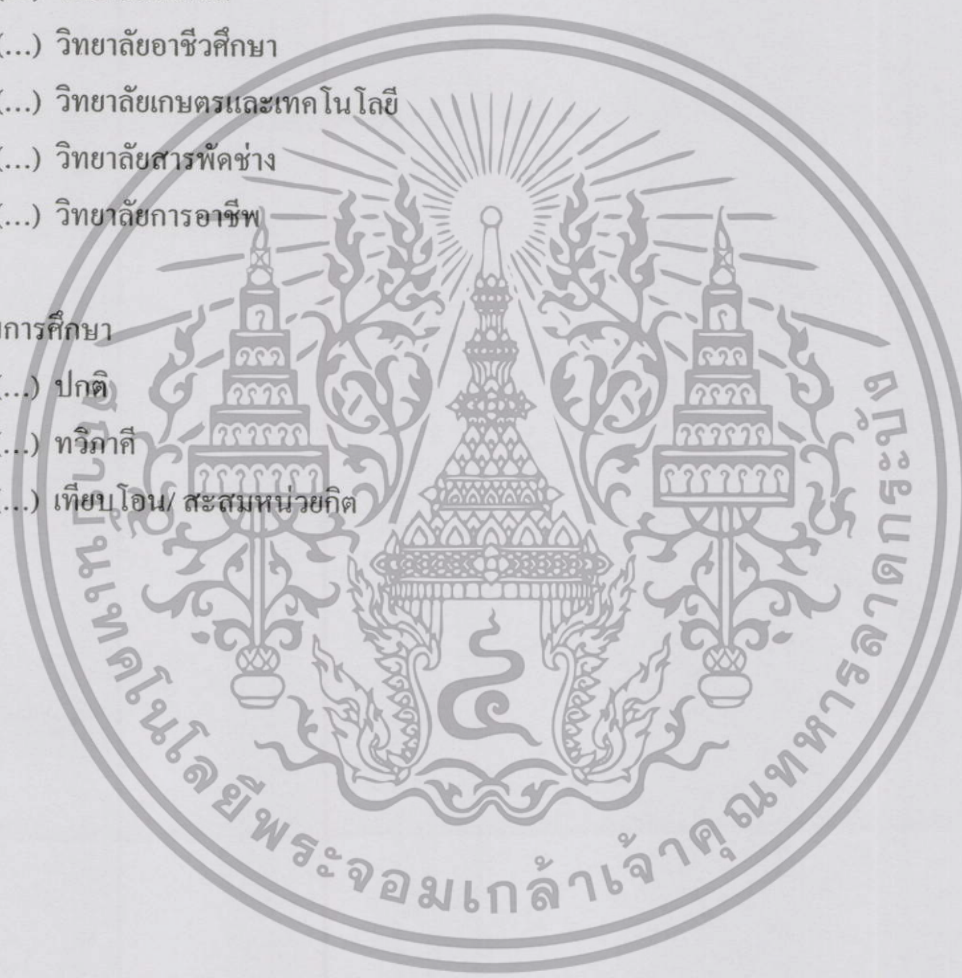 (...) วิทยาลัยอาชีวศึกษา
(...) วิทยาลัยเกษตรและเทคโนโลยี
(...) วิทยาลัยสารพัดช่าง
(...) วิทยาลัยการอาชีพ
การศึกษา
(...) ปกติ
(...) ทวิภาคี
(...) เทียบโอน/ สะสมหน่วยกิต
สถาบันเทคโนโลยีพระจอมเกล้าเจ้าคุณทหารลาดกระบัง
๔